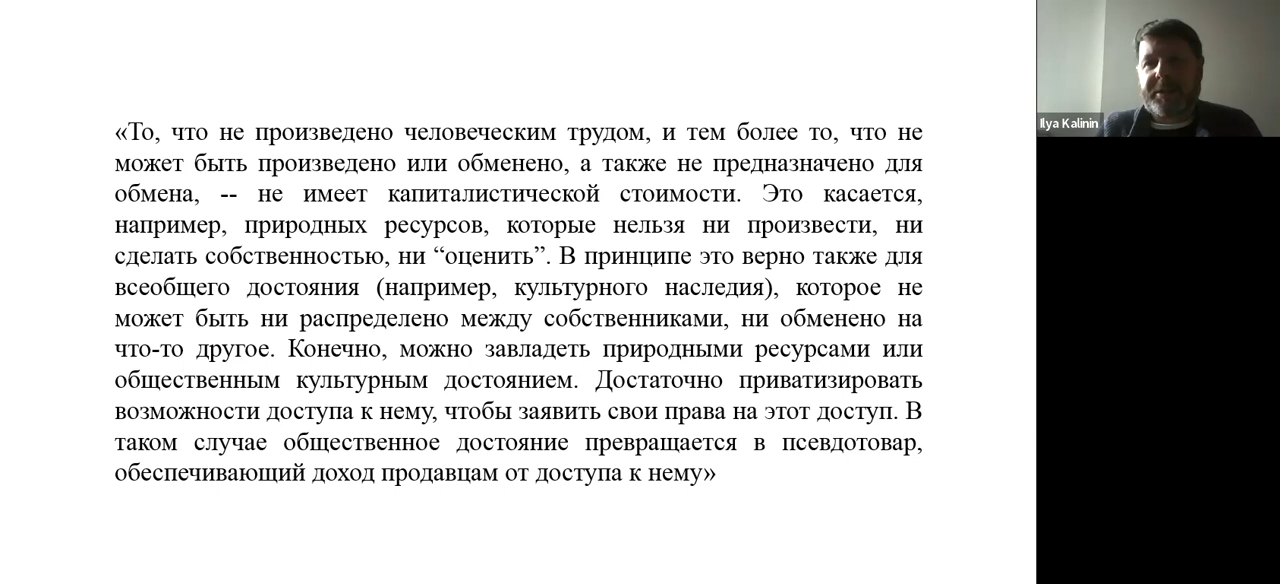 «То, что не произведено человеческим трудом, и тем более то, что не
может быть произведено или обменено, а также не предназначено для
обмена, -- не имеет капиталистической стоимости. Это касается,
например, природных ресурсов, которые нельзя ни произвести, ни
сделать собственностью, ни “оценить”. В принципе это верно также для
всеобщего достояния (например, культурного наследия), которое не
может быть ни распределено между собственниками, ни обменено на
что-то другое. Конечно, можно завладеть природными ресурсами или
общественным культурным достоянием. Достаточно приватизировать
возможности доступа к нему, чтобы заявить свои права на этот доступ. В
таком случае общественное достояние превращается в псевдотовар,
обеспечивающий доход продавцам от доступа к нему»
Ilya Kalinin